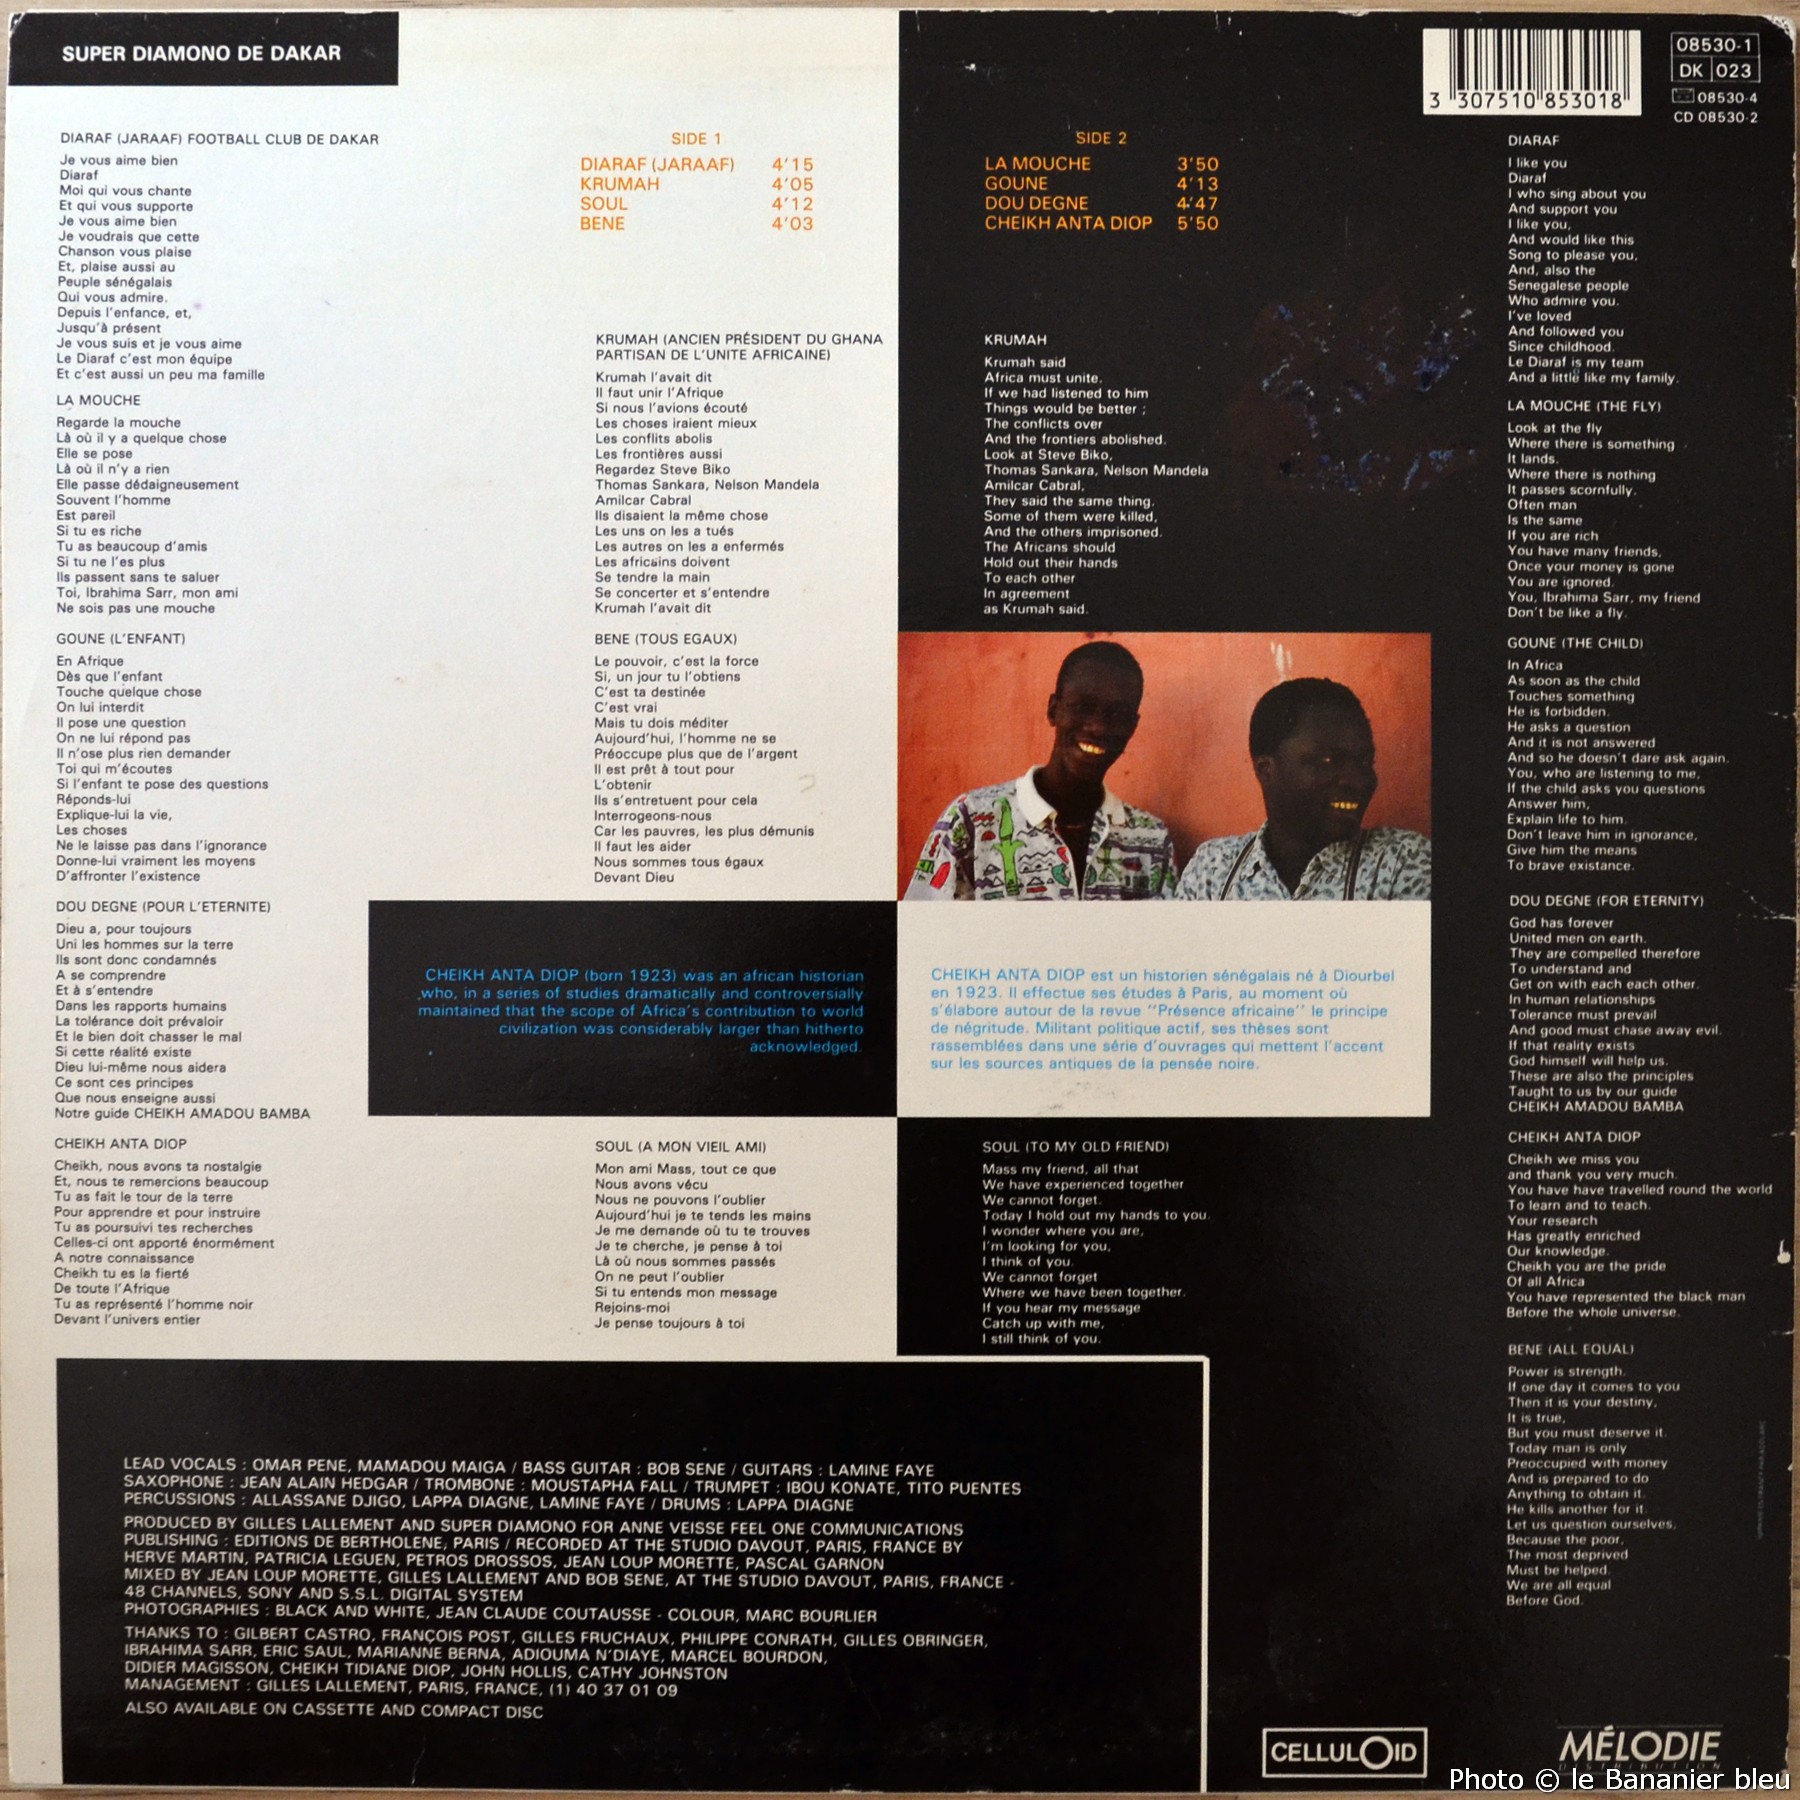 SUPER DIAMONO DE DAKAR
DIARAF (JARAAF) FOOTBALL CLUB DE DAKAR
Je vous aime bien
Diaraf
Moi qui vous chante
Et qui vous supporte
Je vous aime bien
Je voudrais que cette
Chanson vous plaise
Et, plaise aussi au
Peuple sénégalais
Qui vous admire.
Depuis l'enfance, et,
Jusqu'à présent
Je vous suis et je vous aime
Le Diaraf c'est mon équipe
Et c'est aussi un peu ma famille
LA MOUCHE
Regarde la mouche
Là où il y a quelque chose
Elle se pose
Là où il n'y a rien
Elle passe dédaigneusement
Souvent l'homme
Est pareil
Si tu es riche
Tu as beaucoup d'amis
Si tu ne l'es plus
Ils passent sans te saluer
Toi, Ibrahima Sarr, mon ami
Ne sois pas une mouche
GOUNE (L'ENFANT)
En Afrique
Dès que l'enfant
Touche quelque chose
On lui interdit
Il pose une question
On ne lui répond pas
Il n'ose plus rien demander
Toi qui m'écoutes
Si l'enfant te pose des questions
Réponds-lui
Explique-lui la vie,
Les choses
Ne le laisse pas dans l'ignorance
Donne-lui vraiment les moyens
D'affronter l'existence
DOU DEGNE (POUR L'ETERNITE)
Dieu a, pour toujours
Uni les hommes sur la terre
Ils sont donc condamnés
A se comprendre
Et à s'entendre
Dans les rapports humains
La tolérance doit prévaloir
Et le bien doit chasser le mal
Si cette réalité existe
Dieu lui-même nous aidera
Ce sont ces principes
Que nous enseigne aussi
Notre guide CHEIKH AMADOU BAMBA
CHEIKH ANTA DIOP
Cheikh, nous avons ta nostalgie
Et, nous te remercions beaucoup
Tu as fait le tour de la terre
Pour apprendre et pour instruire
Tu as poursuivi tes recherches
Celles-ci ont apporté énormément
A notre connaissance
Cheikh tu es la fierté
De toute l'Afrique
Tu as représenté l'homme noir
Devant l'univers entier
SIDE 1
DIARAF (JARAAF) 4'15
KRUMAH 4'05
SOUL 4'12
BENE 4'03
KRUMAH (ANCIEN PRÉSIDENT DU GHANA
PARTISAN DE L'UNITE AFRICAINE)
Krumah l'avait dit
Il faut unir l'Afrique
Si nous l'avions écouté
Les choses iraient mieux
Les conflits abolis
Les frontières aussi
Regardez Steve Biko
Thomas Sankara, Nelson Mandela
Amilcar Cabral
Ils disaient la même chose
Les uns on les a tués
Les autres on les a enfermés
Les africains doivent
Se tendre la main
Se concerter et s'entendre
Krumah l'avait dit
BENE (TOUS EGAUX)
Le pouvoir, c'est la force
Si, un jour tu l'obtiens
C'est ta destinée
C'est vrai
Mais tu dois méditer
Aujourd'hui, l'homme ne se
Préoccupe plus que de l'argent
Il est prêt à tout pour
L'obtenir
Ils s'entretuent pour cela
Interrogeons-nous
Car les pauvres, les plus démunis
Il faut les aider
Nous sommes tous égaux
Devant Dieu
CHEIKH ANTA DIOP (born 1923) was an african historian
who, in a series of studies dramatically and controversially
maintained that the scope of Africa's contribution to world
civilization was considerably larger than hitherto
acknowledged.
SOUL (A MON VIEIL AMI)
Mon ami Mass, tout ce que
Nous avons vécu
Nous ne pouvons l'oublier
Aujourd'hui je te tends les mains
Je me demande où tu te trouves
Je te cherche, je pense à toi
Là où nous sommes passés
On ne peut l'oublier
Si tu entends mon message
Rejoins-moi
Je pense toujours à toi
SIDE 2
LA MOUCHE 3'50
GOUNE 4'13
DOU DEGNE 4'47
CHEIKH ANTA DIOP 5'50
KRUMAH
Krumah said
Africa must unite.
If we had listened to him
Things would be better ;
The conflicts over
And the frontiers abolished.
Look at Steve Biko,
Thomas Sankara, Nelson Mandela
Amilcar Cabral,
They said the same thing.
Some of them were killed,
And the others imprisoned.
The Africans should
Hold out their hands
To each other
In agreement
as Krumah said.
CHEIKH ANTA DIOP est un historien sénégalais né à Diourbel
en 1923. Il effectue ses études à Paris, au moment où
s'élabore autour de la revue "Présence africaine" le principe
de négritude. Militant politique actif, ses thèses sont
rassemblées dans une série d'ouvrages qui mettent l'accent
sur les sources antiques de la pensée noire.
SOUL (TO MY OLD FRIEND)
Mass my friend, all that
We have experienced together
We cannot forget.
Today I hold out my hands to you.
I wonder where you are,
I'm looking for you,
I think of you.
We cannot forget
Where we have been together.
If you hear my message
Catch up with me,
I still think of you.
3 307510 853018
08530-1
DK 023
08530-4
CD 08530-2
DIARAF
I like you
Diaraf
I who sing about you
And support you
I like you,
And would like this
Song to please you,
And, also the
Senegalese people
Who admire you.
I've loved
And followed you
Since childhood.
Le Diaraf is my team
And a little like my family.
LA MOUCHE (THE FLY)
Look at the fly
Where there is something
It lands.
Where there is nothing
It passes scornfully.
Often man
Is the same
If you are rich
You have many friends,
Once your money is gone
You are ignored.
You, Ibrahima Sarr, my friend
Don't be like a fly.
GOUNE (THE CHILD)
In Africa
As soon as the child
Touches something
He is forbidden.
He asks a question
And it is not answered
And so he doesn't dare ask again.
You, who are listening to me,
If the child asks you questions
Answer him,
Explain life to him.
Don't leave him in ignorance,
Give him the means
To brave existance.
DOU DEGNE (FOR ETERNITY)
God has forever
United men on earth.
They are compelled therefore
To understand and
Get on with each each other.
In human relationships
Tolerance must prevail
And good must chase away evil.
If that reality exists
God himself will help us.
These are also the principles
Taught to us by our guide
CHEIKH AMADOU BAMBA
CHEIKH ANTA DIOP
Cheikh we miss you
and thank you very much.
You have have travelled round the world
To learn and to teach.
Your research
Has greatly enriched
Our knowledge.
Cheikh you are the pride
Of all Africa
You have represented the black man
Before the whole universe.
BENE (ALL EQUAL)
Power is strength.
If one day it comes to you
Then it is your destiny,
It is true,
But you must deserve it.
Today man is only
Preoccupied with money
And is prepared to do
Anything to obtain it.
He kills another for it.
Let us question ourselves,
Because the poor,
The most deprived
Must be helped.
We are all equal
Before God.
LEAD VOCALS : OMAR PENE, MAMADOU MAIGA / BASS GUITAR : BOB SENE / GUITARS : LAMINE FAYE
SAXOPHONE : JEAN ALAIN HEDGAR / TROMBONE : MOUSTAPHA FALL / TRUMPET : IBOU KONATE, TITO PUENTES
PERCUSSIONS : ALLASSANE DJIGO, LAPPA DIAGNE, LAMINE FAYE / DRUMS : LAPPA DIAGNE
PRODUCED BY GILLES LALLEMENT AND SUPER DIAMONO FOR ANNE VEISSE FEEL ONE COMMUNICATIONS
PUBLISHING : EDITIONS DE BERTHOLENE, PARIS / RECORDED AT THE STUDIO DAVOUT, PARIS, FRANCE BY
HERVE MARTIN, PATRICIA LEGUEN, PETROS DROSSOS, JEAN LOUP MORETTE, PASCAL GARNON
MIXED BY JEAN LOUP MORETTE, GILLES LALLEMENT AND BOB SENE, AT THE STUDIO DAVOUT, PARIS, FRANCE -
48 CHANNELS, SONY AND S.S.L. DIGITAL SYSTEM
PHOTOGRAPHIES : BLACK AND WHITE, JEAN CLAUDE COUTAUSSE - COLOUR, MARC BOURLIER
THANKS TO : GILBERT CASTRO, FRANÇOIS POST, GILLES FRUCHAUX, PHILIPPE CONRATH, GILLES OBRINGER,
IBRAHIMA SARR, ERIC SAUL, MARIANNE BERNA, ADIOUMA N'DIAYE, MARCEL BOURDON,
DIDIER MAGISSON, CHEIKH TIDIANE DIOP, JOHN HOLLIS, CATHY JOHNSTON
MANAGEMENT : GILLES LALLEMENT, PARIS, FRANCE, (1) 40 37 01 09
ALSO AVAILABLE ON CASSETTE AND COMPACT DISC
CELLULOID
MÉLODIE
DISTRIBUTION
Photo © le Bananier bleu